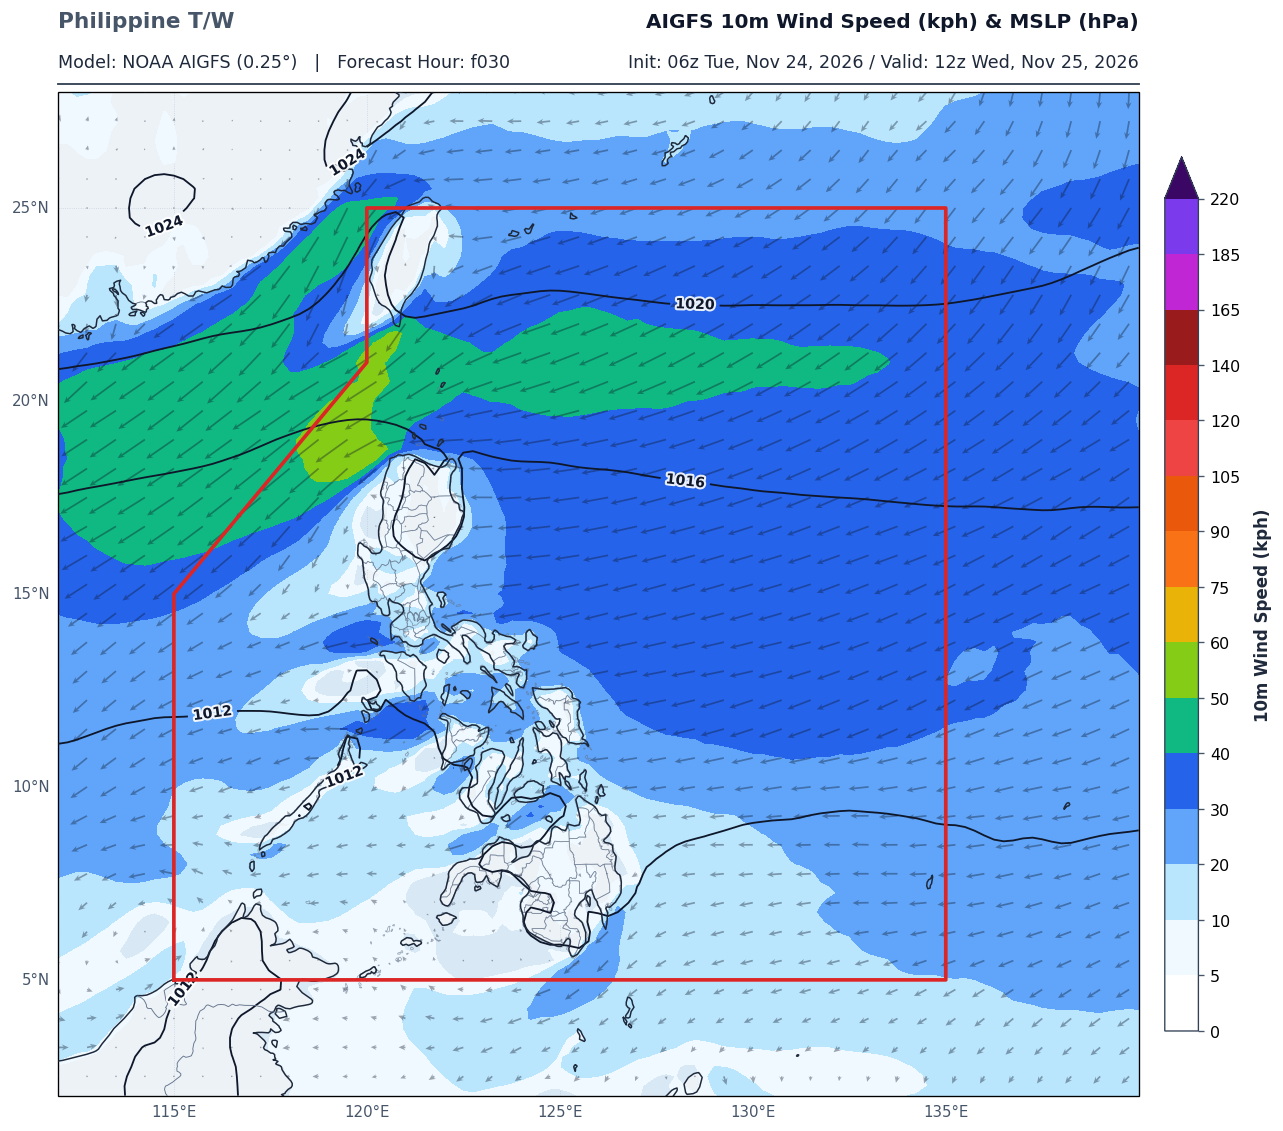 Philippine T/W
AIGFS 10m Wind Speed (kph) & MSLP (hPa)
Model: NOAA AIGFS (0.25°) | Forecast Hour: f030
Init: 06z Tue, Nov 24, 2026 / Valid: 12z Wed, Nov 25, 2026
1024
1024
1020
1016
1012
1012
1012
25°N
20°N
15°N
10°N
5°N
115°E
120°E
125°E
130°E
135°E
220
185
165
140
120
105
90
75
60
50
40
30
20
10
5
0
10m Wind Speed (kph)